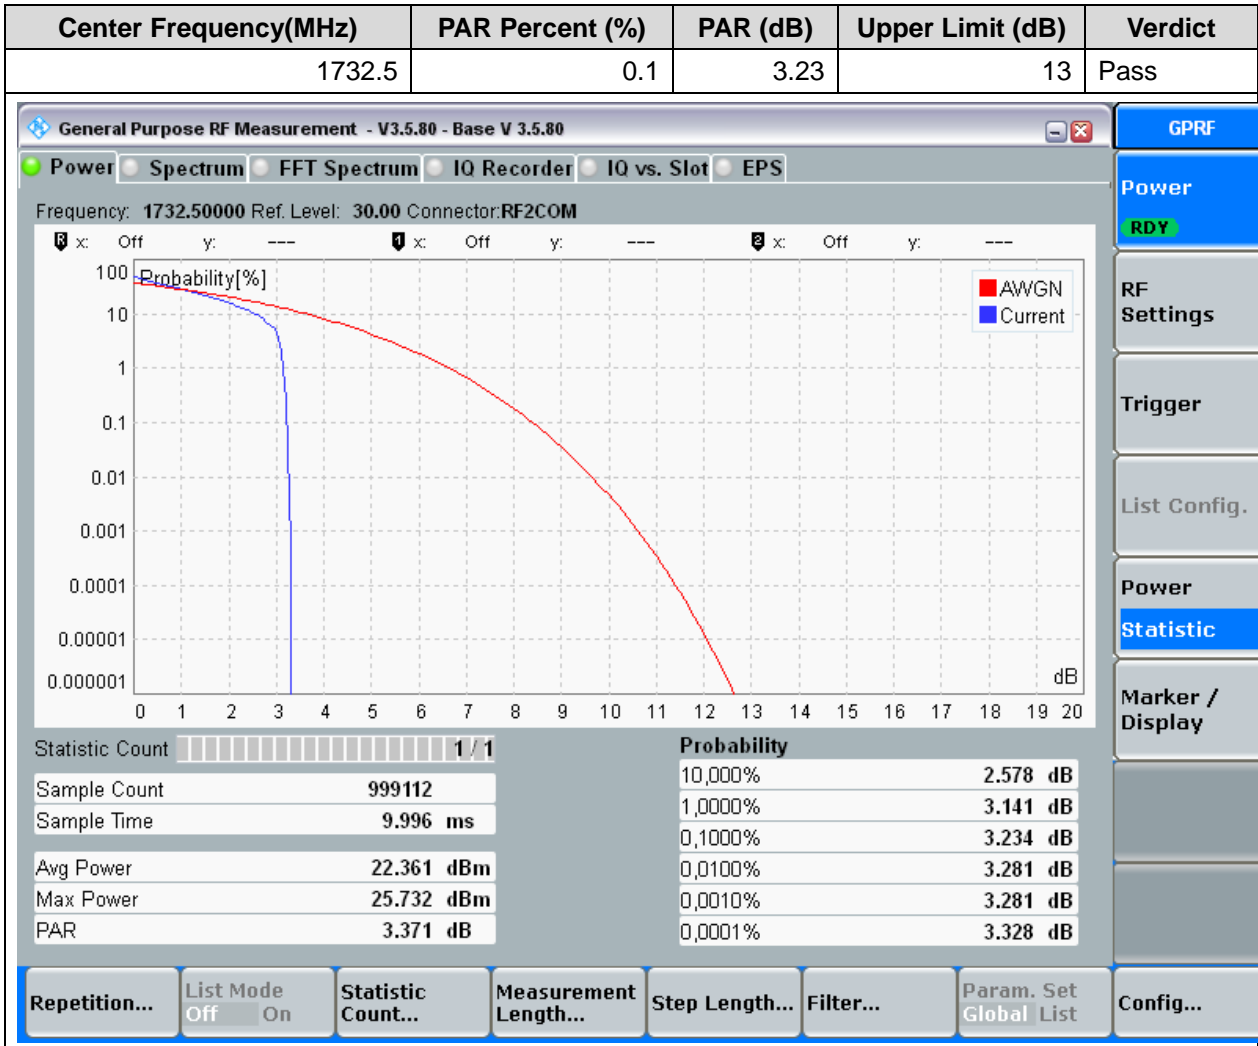 Center Frequency(MHz) PAR Percent (%) PAR (dB) Upper Limit (dB) Verdict
1732.5 0.1 3.23 13 Pass
General Purpose RF Measurement - V3.5.80 - Base V 3.5.80
GPRF
Power Spectrum FFT Spectrum IQ Recorder IQ vs. Slot EPS
Power
RDY
Frequency: 1732.50000 Ref. Level: 30.00 Connector:RF2COM
R x: Off y: --- 1 x: Off y: --- 2 x: Off y: ---
Probability[%]
AWGN
Current
100
10
1
0.1
0.01
0.001
0.0001
0.00001
0.000001
dB
0 1 2 3 4 5 6 7 8 9 10 11 12 13 14 15 16 17 18 19 20
RF
Settings
Trigger
List Config.
Power
Statistic
Marker /
Display
Statistic Count 1 / 1
Sample Count 999112
Sample Time 9.996 ms
Avg Power 22.361 dBm
Max Power 25.732 dBm
PAR 3.371 dB
Probability
10,000% 2.578 dB
1,0000% 3.141 dB
0,1000% 3.234 dB
0,0100% 3.281 dB
0,0010% 3.281 dB
0,0001% 3.328 dB
Repetition...
List Mode
Off On
Statistic
Count...
Measurement
Length...
Step Length...
Filter...
Param. Set
Global List
Config...